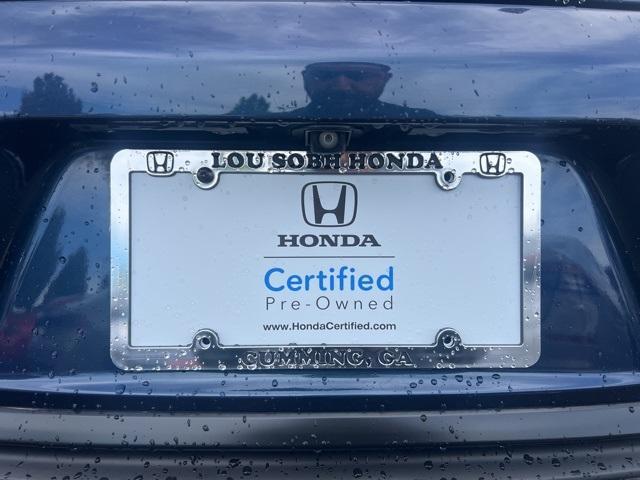 LOU SOBH HONDA
HONDA
Certified
Pre-Owned
www.HondaCertified.com
CUMMING, GA